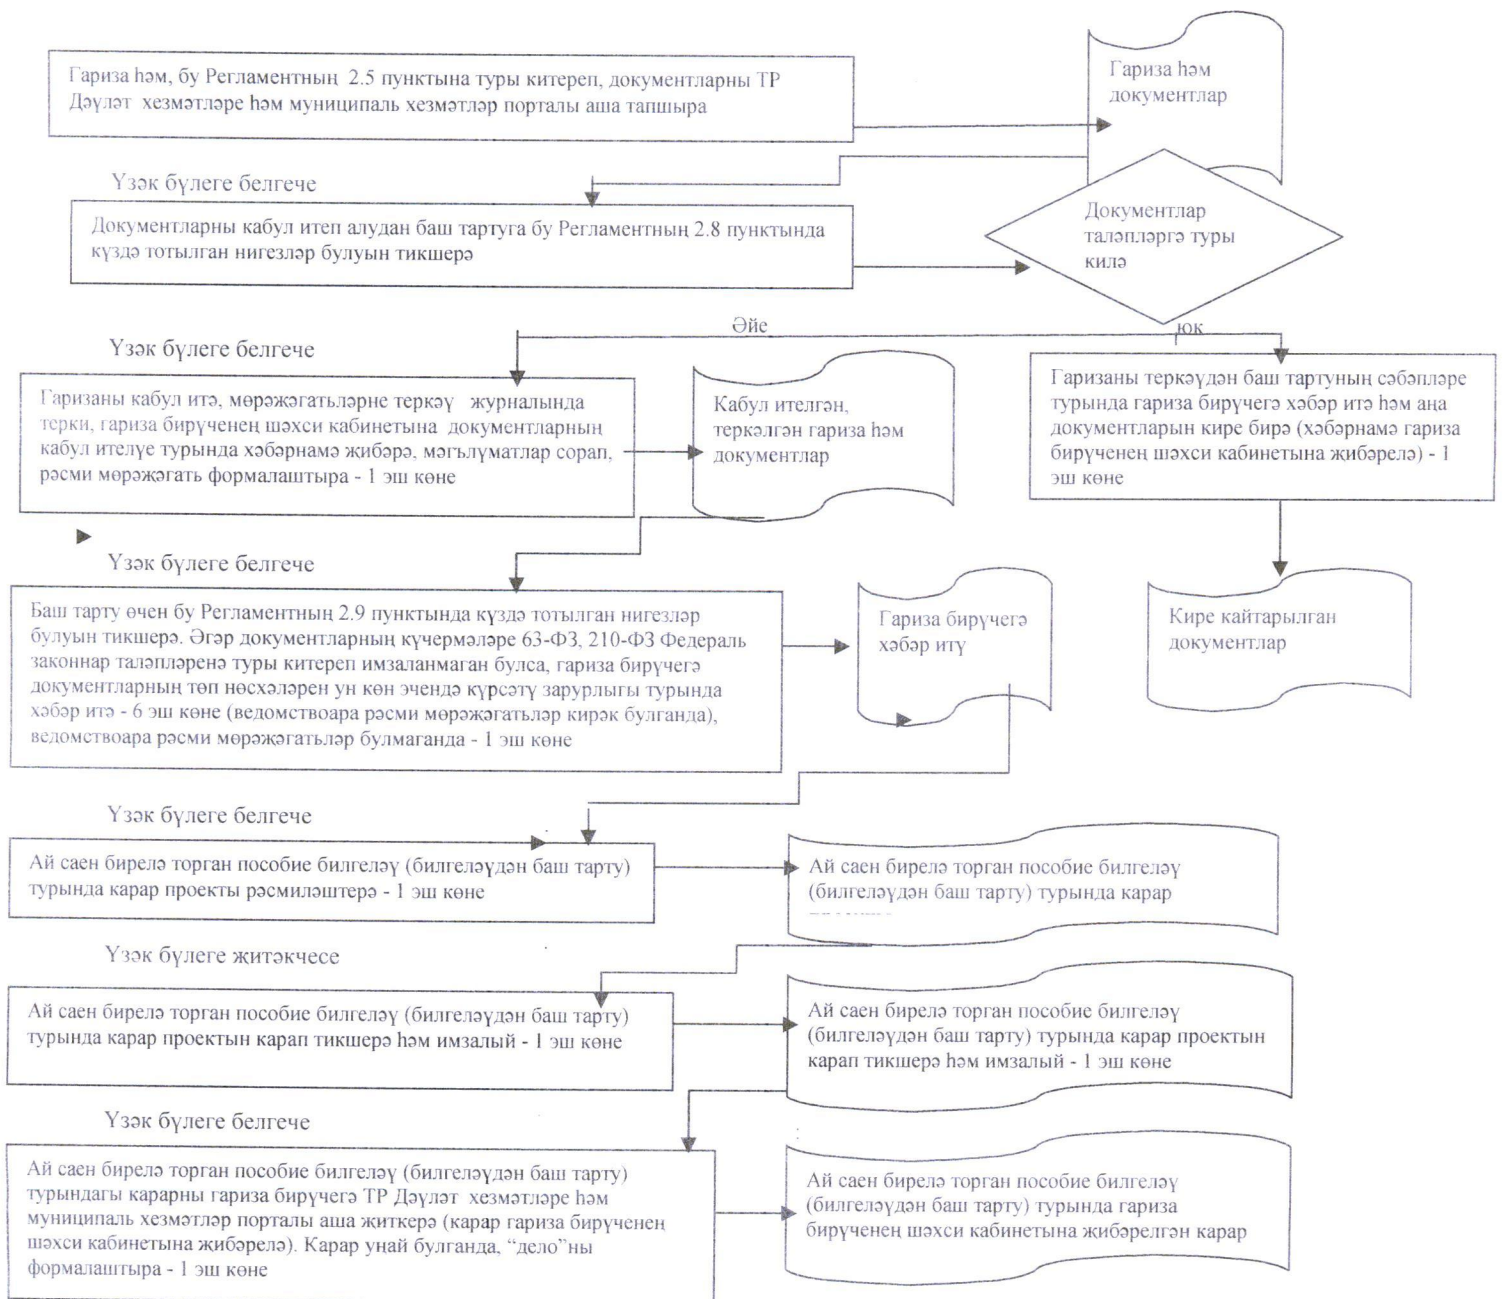 Гариза һәм, бу Регламентның 2.5 пунктына туры китереп, документларны ТР
Дәүләт хезмәтләре һәм муниципаль хезмәтләр порталы аша тапшыра
Гариза һәм
документлар
Үзәк бүлеге белгече
Документларны кабул итеп алудан баш тартуга бу Регламентның 2.8 пунктында
күздә тотылган нигезләр булуын тикшерә
Документлар
таләпләргә туры
килә
Әйе
юк
Үзәк бүлеге белгече
Гаризаны кабул итә, мөрәҗәгатьләрне теркәү журналында
терки, гариза бирүченең шәхси кабинетына документларның
кабул ителүе турында хәбәрнамә җибәрә, мәгълүматлар сорап,
рәсми мөрәҗәгать формалаштыра - 1 эш көне
Кабул ителгән,
теркәлгән гариза һәм
документлар
Гаризаны теркәүдән баш тартуның сәбәпләре
турында гариза бирүчегә хәбәр итә һәм аңа
документларын кире бирә (хәбәрнамә гариза
бирүченең шәхси кабинетына җибәрелә) - 1
эш көне
Үзәк бүлеге белгече
Баш тарту өчен бу Регламентның 2.9 пунктында күздә тотылган нигезләр
булуын тикшерә. Әгәр документларның күчермәләре 63-ФЗ, 210-ФЗ Федераль
законнар таләпләренә туры китереп имзаланмаган булса, гариза бирүчегә
документларның төп нөсхәләрен ун көн эчендә күрсәтү зарурлыгы турында
хәбәр итә - 6 эш көне (ведомствоара рәсми мөрәҗәгатьләр кирәк булганда),
ведомствоара рәсми мөрәҗәгатьләр булмаганда - 1 эш көне
Гариза бирүчегә
хәбәр итү
Кире кайтарылган
документлар
Үзәк бүлеге белгече
Ай саен бирелә торган пособие билгеләү (билгеләүдән баш тарту)
турында карар проекты рәсмиләштерә - 1 эш көне
Ай саен бирелә торган пособие билгеләү
(билгеләүдән баш тарту) турында карар
Үзәк бүлеге җитәкчесе
Ай саен бирелә торган пособие билгеләү (билгеләүдән баш тарту)
турында карар проектын карап тикшерә һәм имзалый - 1 эш көне
Ай саен бирелә торган пособие билгеләү
(билгеләүдән баш тарту) турында карар проектын
карап тикшерә һәм имзалый - 1 эш көне
Үзәк бүлеге белгече
Ай саен бирелә торган пособие билгеләү (билгеләүдән баш тарту)
турындагы карарны гариза бирүчегә ТР Дәүләт хезмәтләре һәм
муниципаль хезмәтләр порталы аша җиткерә (карар гариза бирүченең
шәхси кабинетына җибәрелә). Карар унай булганда, “дело”ны
формалаштыра - 1 эш көне
Ай саен бирелә торган пособие билгеләү
(билгеләүдән баш тарту) турында гариза
бирүченең шәхси кабинетына җибәрелгән карар